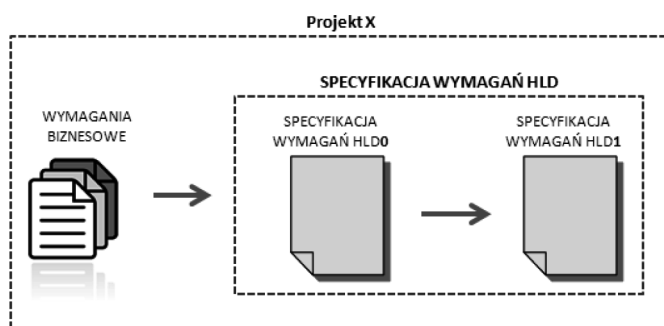 Projekt X
SPECYFIKACJA WYMAGAŃ HLD
WYMAGANIA
BIZNESOWE
SPECYFIKACJA
WYMAGAŃ HLD0
SPECYFIKACJA
WYMAGAŃ HLD1